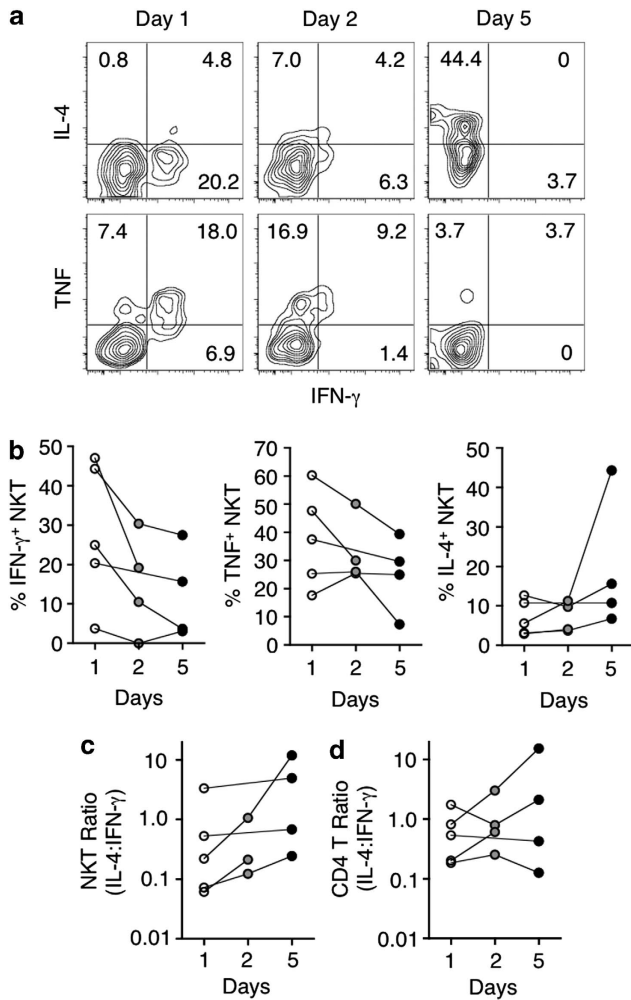 a
Day 1 Day 2 Day 5
IL-4
0.8 4.8 7.0 4.2 44.4 0
20.2 6.3 3.7
TNF
7.4 18.0 16.9 9.2 3.7 3.7
6.9 1.4 0
IFN-γ
b
% IFN-γ+ NKT
50
40
30
20
10
0
1 2 5
Days
% TNF+ NKT
70
60
50
40
30
20
10
0
1 2 5
Days
% IL-4+ NKT
50
40
30
20
10
0
1 2 5
Days
c
NKT Ratio
(IL-4:IFN-γ)
10
1.0
0.1
0.01
1 2 5
Days
d
CD4 T Ratio
(IL-4:IFN-γ)
10
1.0
0.1
0.01
1 2 5
Days